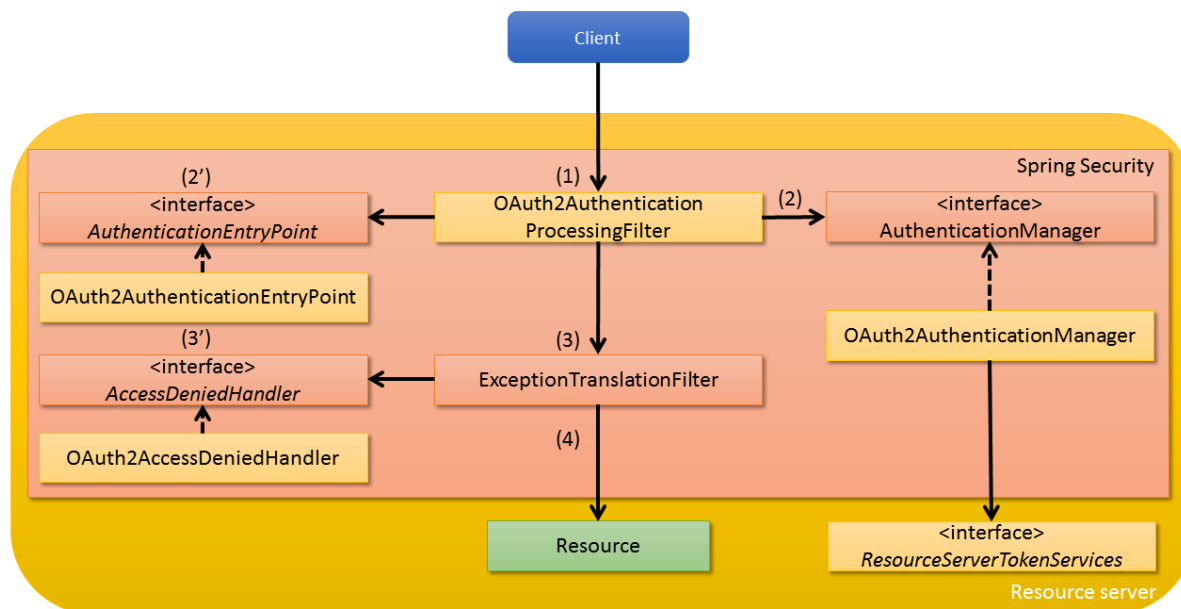 Client
Spring Security
(2’)
(1)
<interface>
AuthenticationEntryPoint
OAuth2Authentication
ProcessingFilter
(2)
<interface>
AuthenticationManager
OAuth2AuthenticationEntryPoint
OAuth2AuthenticationManager
(3’)
(3)
<interface>
AccessDeniedHandler
ExceptionTranslationFilter
(4)
OAuth2AccessDeniedHandler
Resource
<interface>
ResourceServerTokenServices
Resource server